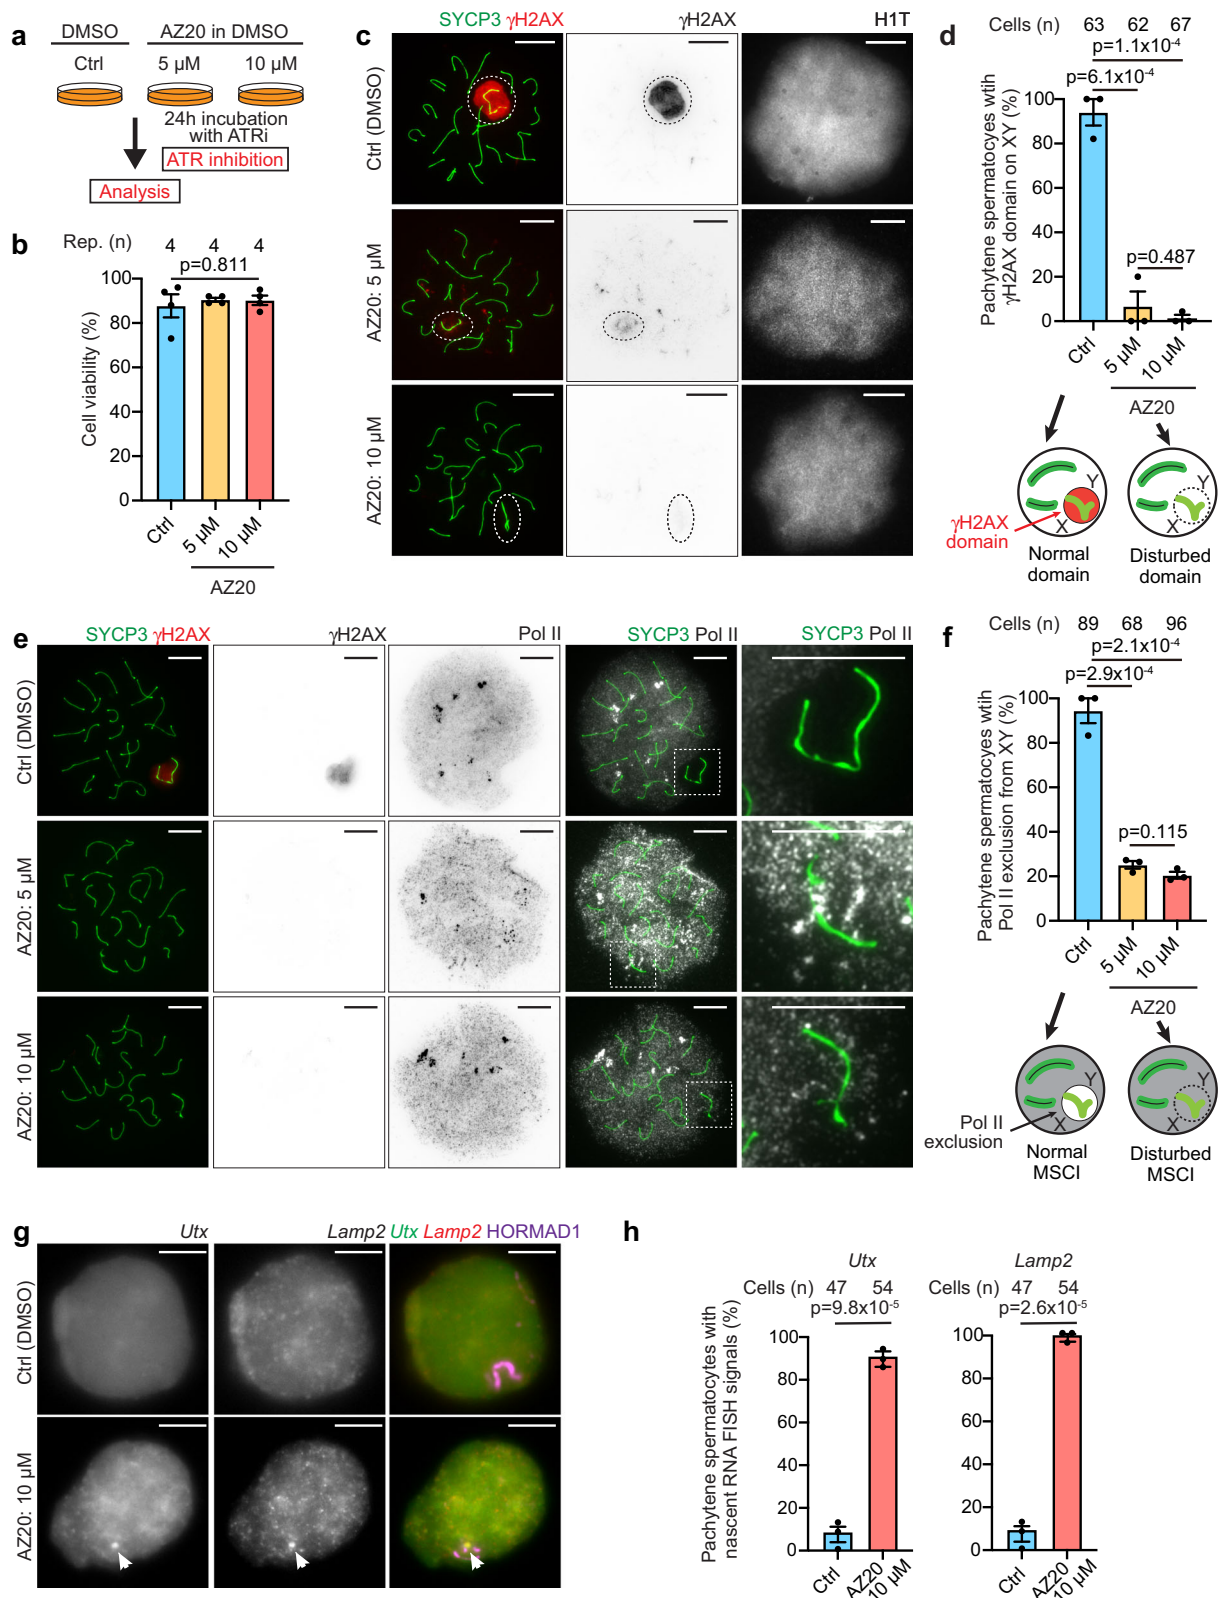 a
DMSO
AZ20 in DMSO
Ctrl
5 µM
10 µM
24h incubation
with ATRi
ATR inhibition
Analysis
b
Rep. (n)
4 4 4
p=0.811
Cell viability (%)
100
80
60
40
20
0
Ctrl
5 µM
10 µM
AZ20
c
SYCP3 γH2AX
γH2AX
H1T
Ctrl (DMSO)
AZ20: 5 µM
AZ20: 10 µM
d
Cells (n) 63 62 67
p=1.1x10⁻⁴
p=6.1x10⁻⁴
p=0.487
Pachytene spermatocytes wtih
γH2AX domain on XY (%)
100
80
60
40
20
0
Ctrl
5 µM
10 µM
AZ20
Y
X
Y
X
γH2AX
domain
Normal
domain
Disturbed
domain
e
SYCP3 γH2AX
γH2AX
Pol II
SYCP3 Pol II
SYCP3 Pol II
Ctrl (DMSO)
AZ20: 5 µM
AZ20: 10 µM
f
Cells (n) 89 68 96
p=2.1x10⁻⁴
p=2.9x10⁻⁴
p=0.115
Pachytene spermatocytes wtih
Pol II exclusion from XY (%)
100
80
60
40
20
0
Ctrl
5 µM
10 µM
AZ20
Y
X
Y
X
Pol II
exclusion
Normal
MSCI
Disturbed
MSCI
g
Utx
Lamp2
Utx Lamp2 HORMAD1
Ctrl (DMSO)
AZ20: 10 µM
h
Utx
Cells (n) 47 54
p=9.8x10⁻⁵
Pachytene spermatocytes with
nascent RNA FISH signals (%)
100
80
60
40
20
0
Ctrl
AZ20
10 µM
Lamp2
Cells (n) 47 54
p=2.6x10⁻⁵
100
80
60
40
20
0
Ctrl
AZ20
10 µM